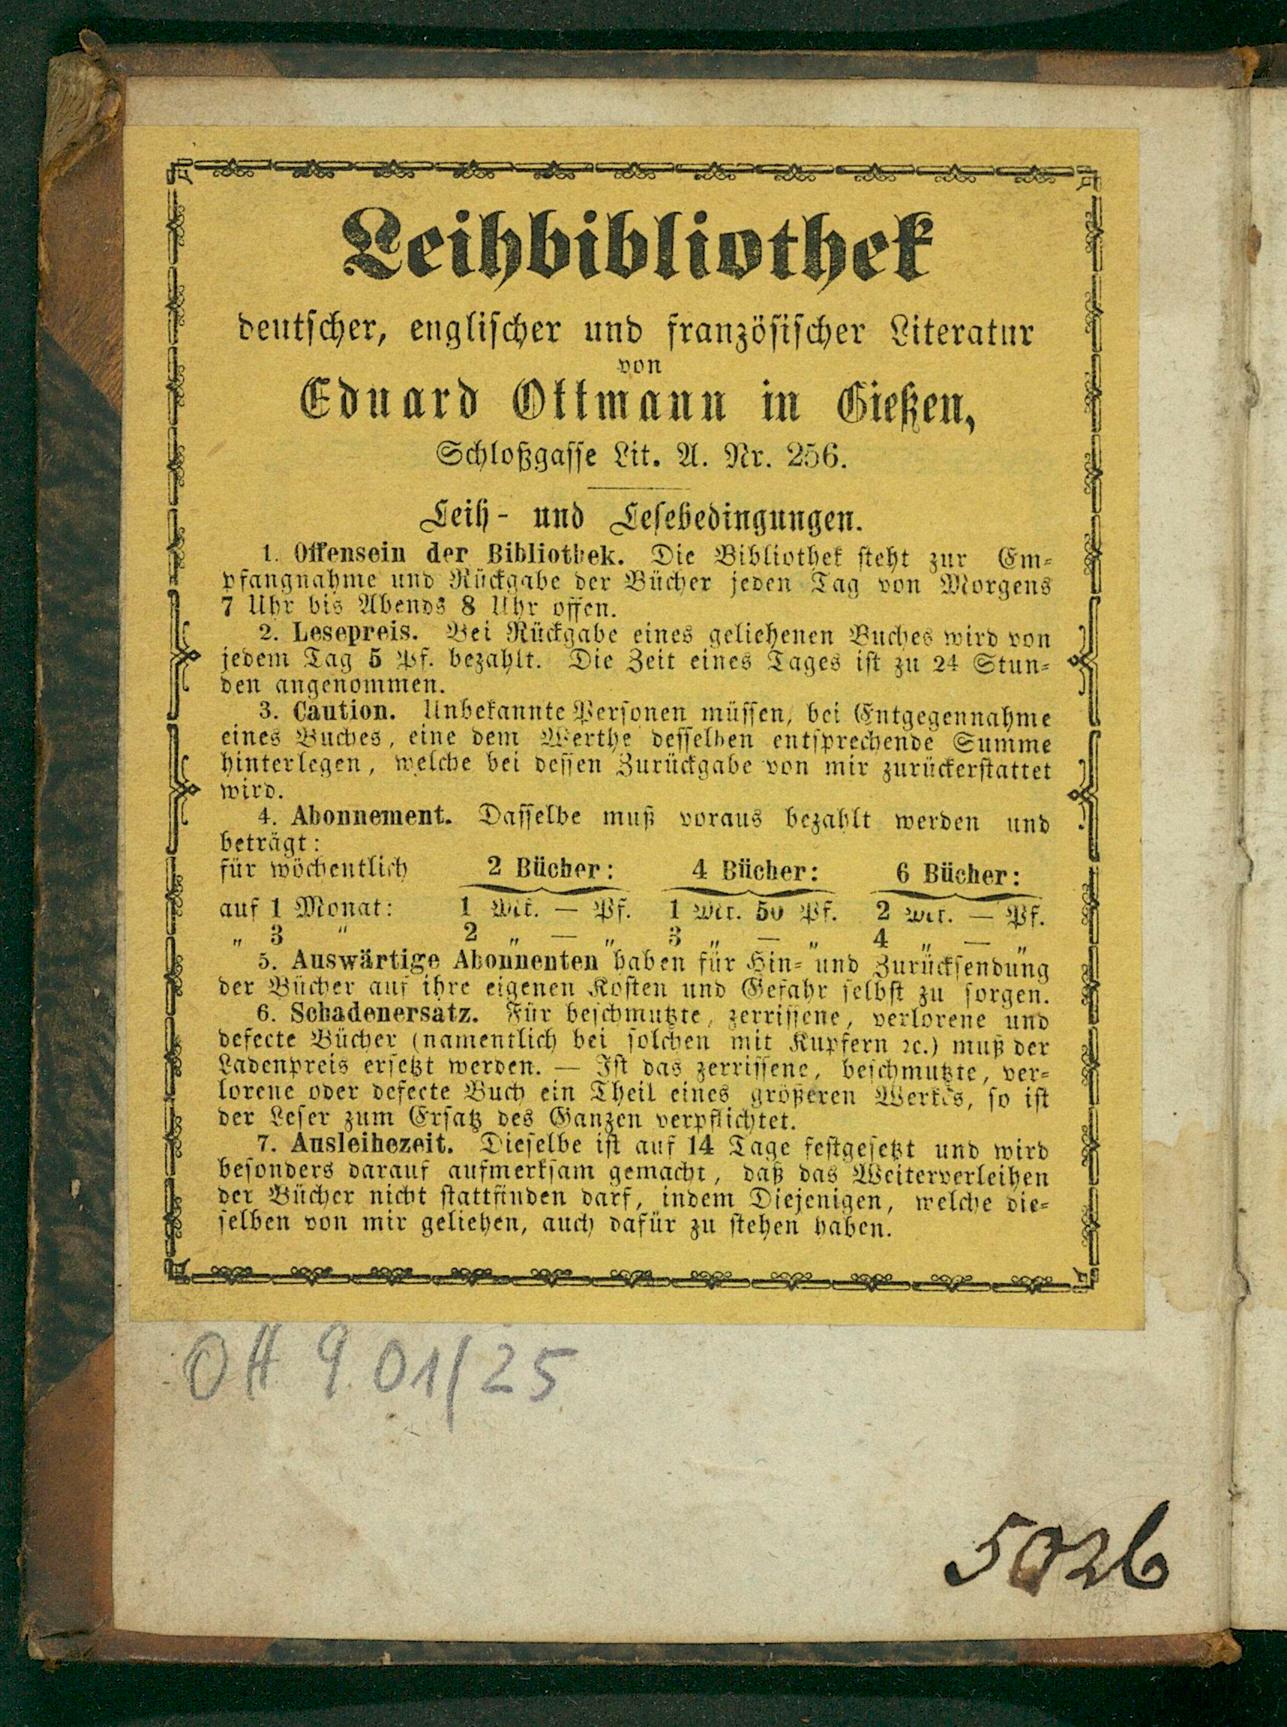 Leihbibliothek
deutscher, englischer und französischer Literatur
von
Eduard Ottmann in Gießen,
Schloßgasse Lit. A. Nr. 256.
Leih- und Lesebedingungen.
1. Offensein der Bibliothek. Die Bibliothek steht zur Em-
pfangnahme und Rückgabe der Bücher jeden Tag von Morgens
7 Uhr bis Abends 8 Uhr offen.
2. Lesepreis. Bei Rückgabe eines geliehenen Buches wird von
jedem Tag 5 Pf. bezahlt. Die Zeit eines Tages ist zu 24 Stun-
den angenommen.
3. Caution. Unbekannte Personen müssen, bei Entgegennahme
eines Buches, eine dem Werthe desselben entsprechende Summe
hinterlegen, welche bei dessen Zurückgabe von mir zurückerstattet
wird.
4. Abonnement. Dasselbe muß voraus bezahlt werden und
beträgt:
für wöchentlich 2 Bücher: 4 Bücher: 6 Bücher:
auf 1 Monat: 1 Mk. — Pf. 1 Mk. 50 Pf. 2 Mk. — Pf.
„ 3 „ 2 „ — „ 3 „ — „ 4 „ — „
5. Auswärtige Abonnenten haben für Hin- und Zurücksendung
der Bücher auf ihre eigenen Kosten und Gefahr selbst zu sorgen.
6. Schadenersatz. Für beschmutzte, zerrissene, verlorene und
defecte Bücher (namentlich bei solchen mit Kupfern ꝛc.) muß der
Ladenpreis ersetzt werden. — Ist das zerrissene, beschmutzte, ver-
lorene oder defecte Buch ein Theil eines größeren Werkes, so ist
der Leser zum Ersatz des Ganzen verpflichtet.
7. Ausleihezeit. Dieselbe ist auf 14 Tage festgesetzt und wird
besonders darauf aufmerksam gemacht, daß das Weiterverleihen
der Bücher nicht stattfinden darf, indem Diejenigen, welche die-
selben von mir geliehen, auch dafür zu stehen haben.
OH 9.01/25
5026